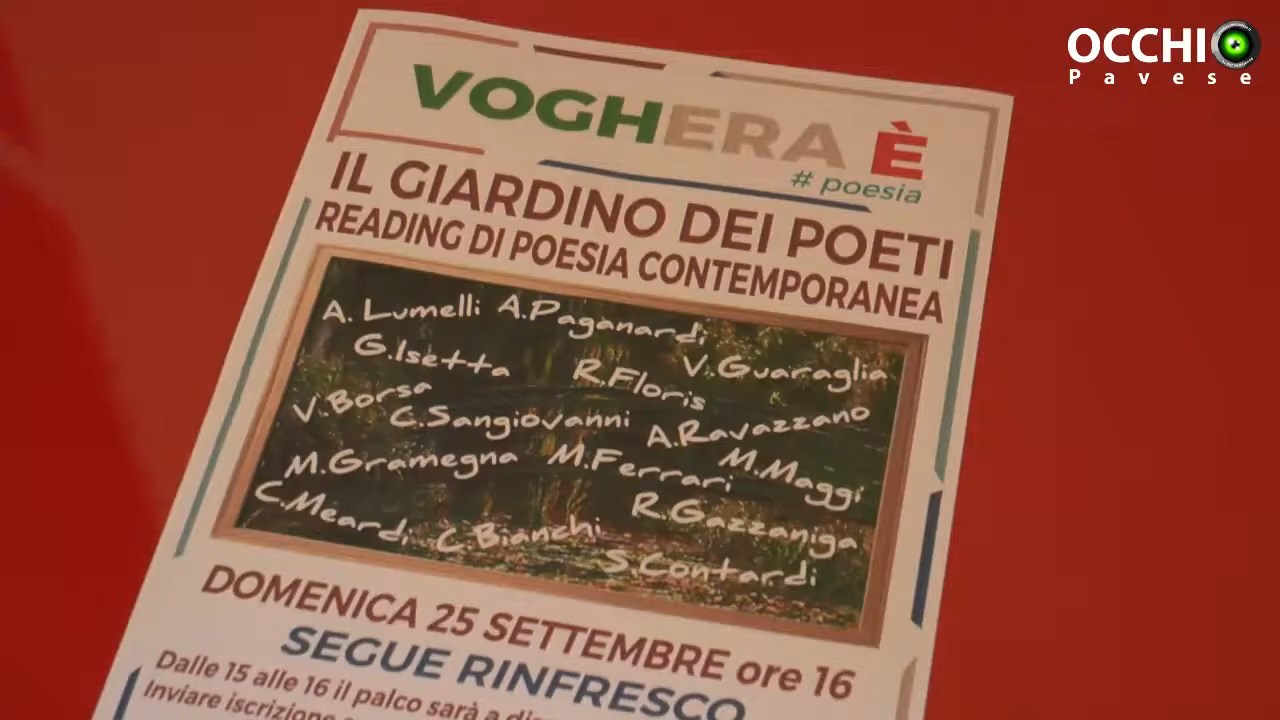 OCCHIO
Pavese
VOGHERA È
# poesia
IL GIARDINO DEI POETI
READING DI POESIA CONTEMPORANEA
A. Lumelli A.Paganardi
G.Isetta R.Floris V.Guaraglia
V.Borsa C.Sangiovanni A.Ravazzano
M.Gramegna M.Ferrari M.Maggi
C.Meardi C.Bianchi R.Gazzaniga
S.Contardi
DOMENICA 25 SETTEMBRE ore 16
SEGUE RINFRESCO
Dalle 15 alle 16 il palco sarà a
Inviare iscrizione